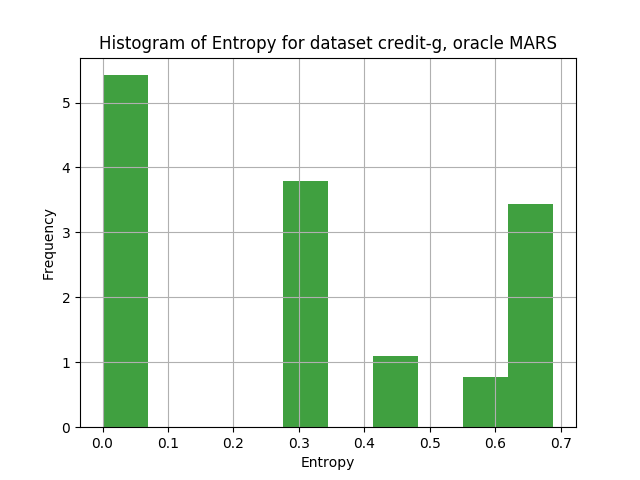 Histogram of Entropy for dataset credit-g, oracle MARS
5
4
3
2
1
0
Frequency
0.0 0.1 0.2 0.3 0.4 0.5 0.6 0.7
Entropy